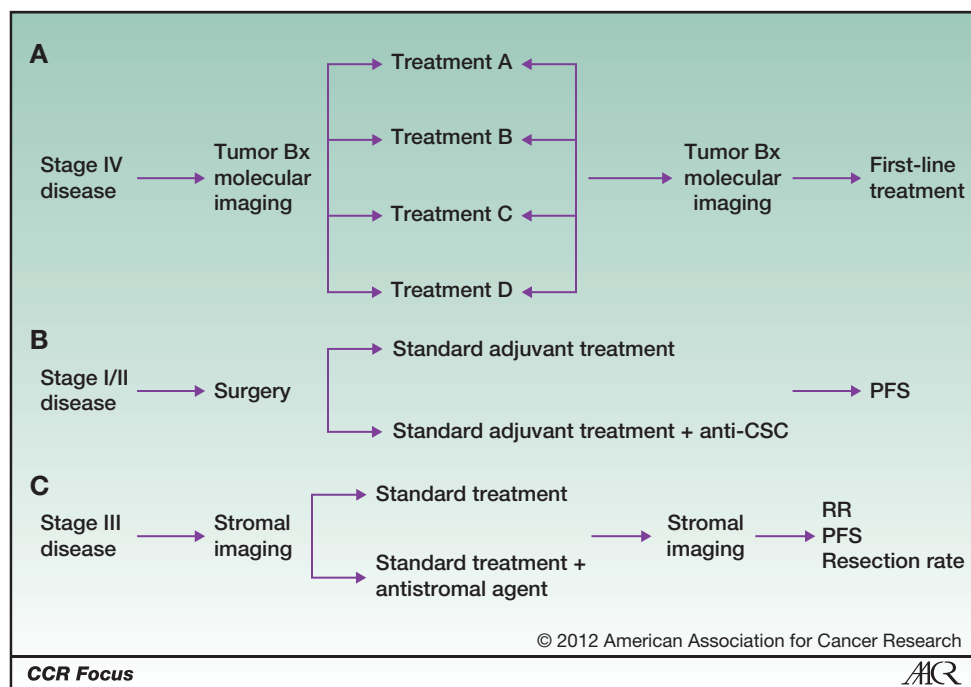 A
Stage IV
disease
Tumor Bx
molecular
imaging
Treatment A
Treatment B
Treatment C
Treatment D
Tumor Bx
molecular
imaging
First-line
treatment
B
Stage I/II
disease
Surgery
Standard adjuvant treatment
Standard adjuvant treatment + anti-CSC
PFS
C
Stage III
disease
Stromal
imaging
Standard treatment
Standard treatment +
antistromal agent
Stromal
imaging
RR
PFS
Resection rate
© 2012 American Association for Cancer Research
CCR Focus
AACR